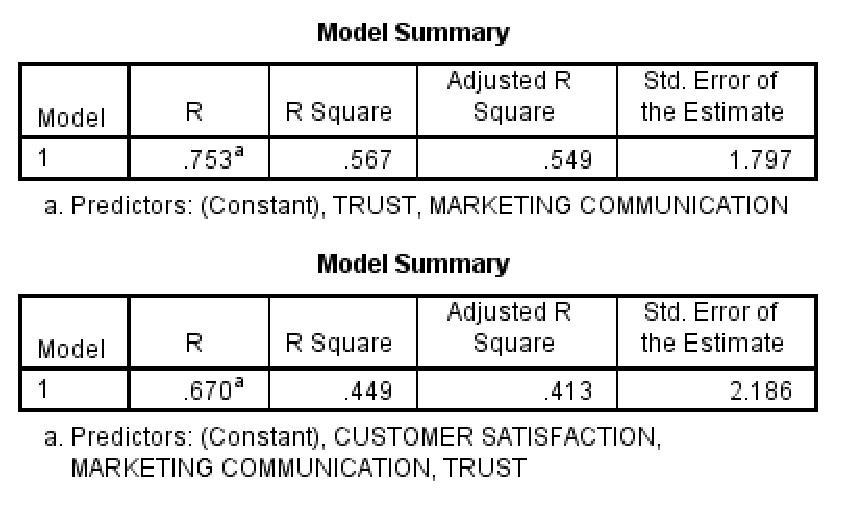 Model Summary
Model R R Square Adjusted R Square Std. Error of the Estimate
1 .753a .567 .549 1.797
a. Predictors: (Constant), TRUST, MARKETING COMMUNICATION
Model Summary
Model R R Square Adjusted R Square Std. Error of the Estimate
1 .670a .449 .413 2.186
a. Predictors: (Constant), CUSTOMER SATISFACTION,
MARKETING COMMUNICATION, TRUST